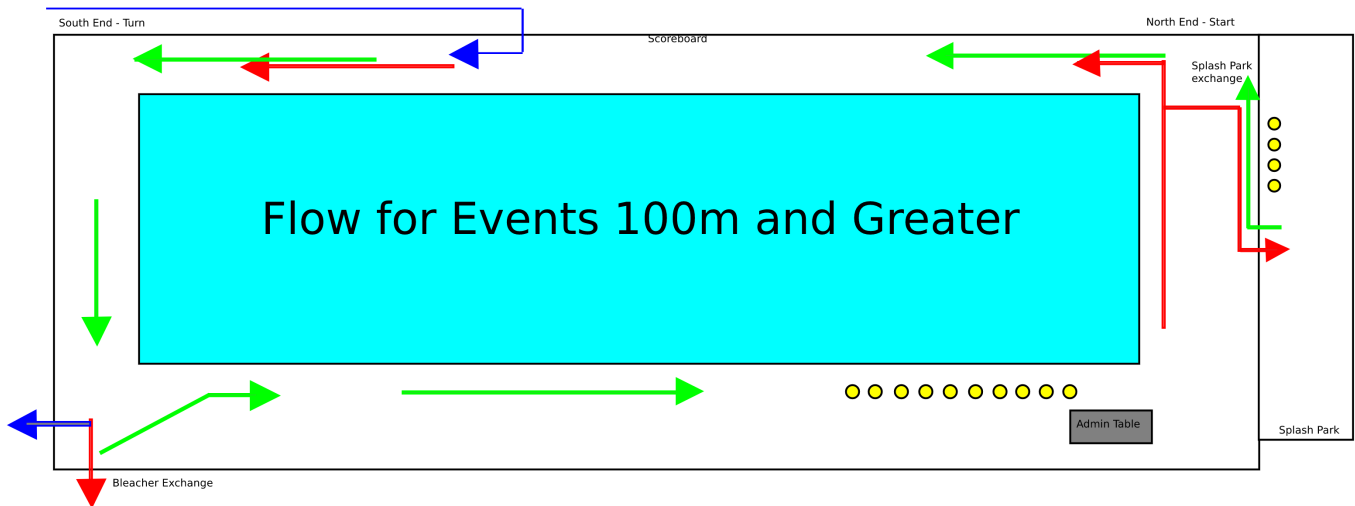 South End - Turn
North End - Start
Scoreboard
Splash Park
exchange
Flow for Events 100m and Greater
Admin Table
Splash Park
Bleacher Exchange